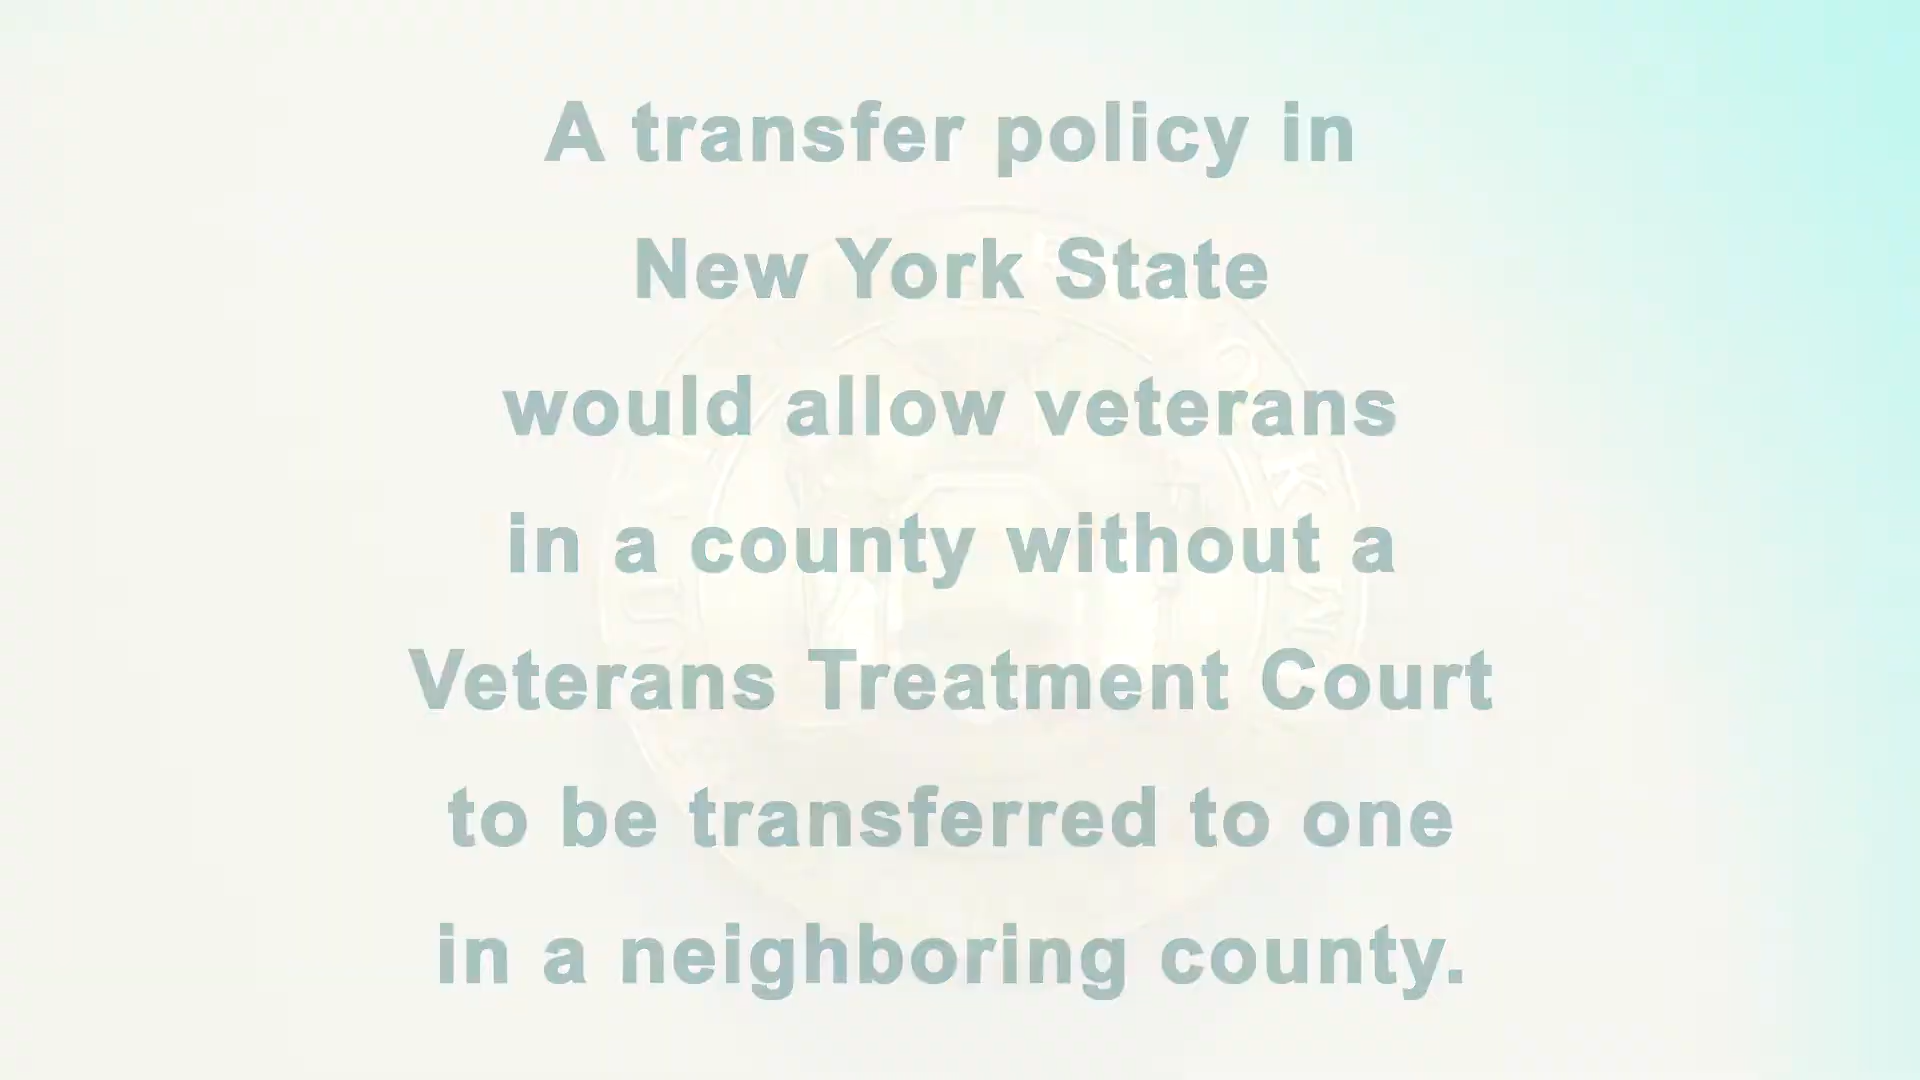 A transfer policy in
New York State
would allow veterans
in a county without a
Veterans Treatment Court
to be transferred to one
in a neighboring county.